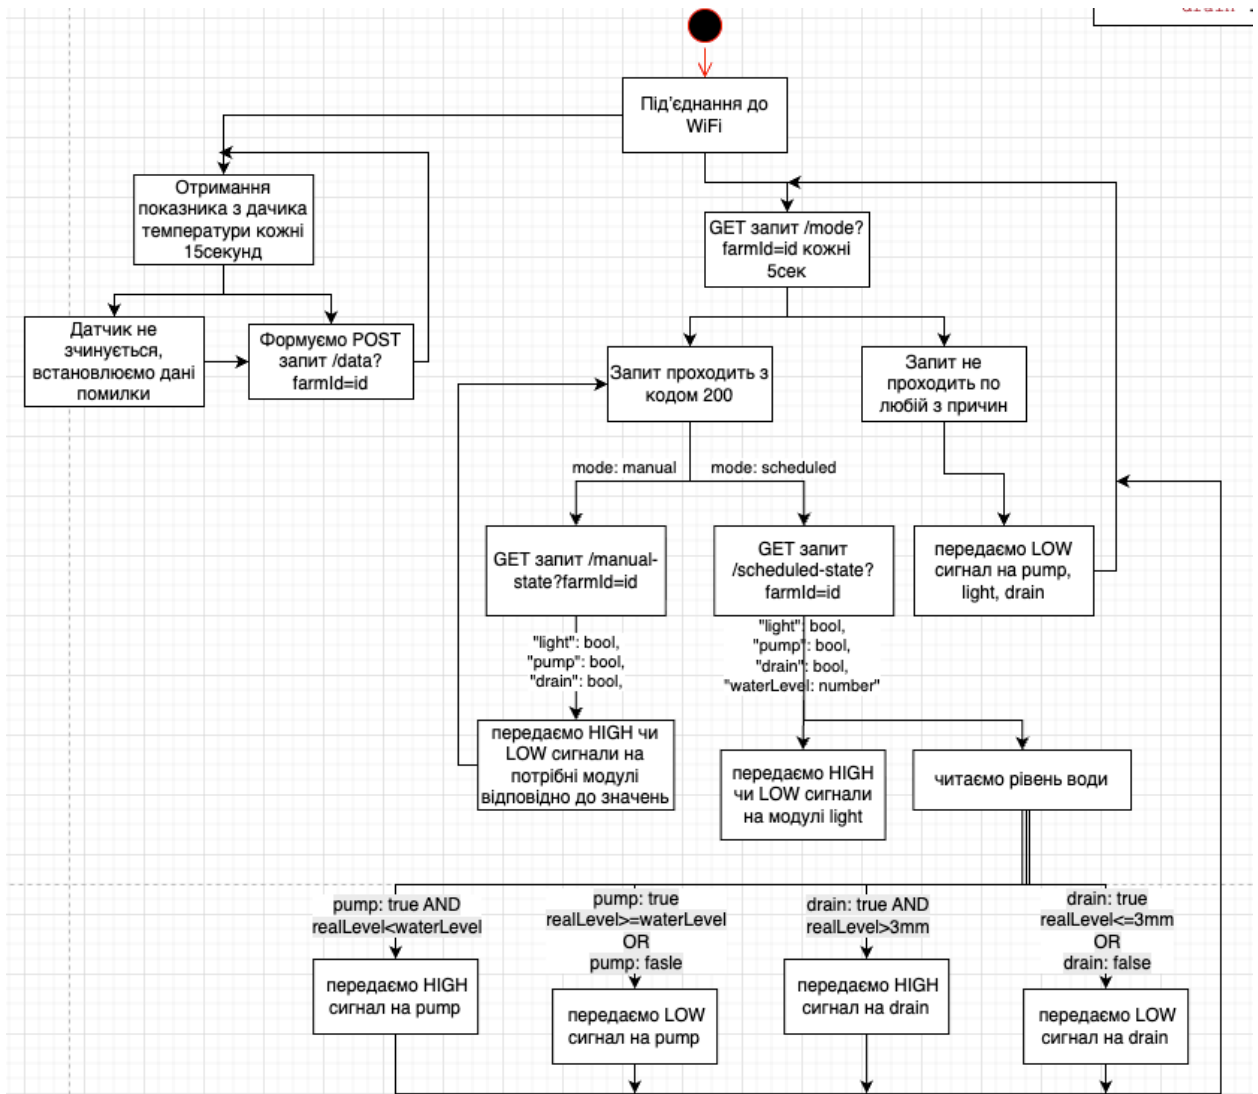 Під'єднання до
WiFi
Отримання
показника з дачика
температури кожні
15секунд
GET запит /mode?
farmId=id кожні
5сек
Датчик не
зчинується,
встановлюємо дані
помилки
Формуємо POST
запит /data?
farmId=id
Запит проходить з
кодом 200
Запит не
проходить по
любій з причин
mode: manual
mode: scheduled
GET запит /manual-
state?farmId=id
GET запит
/scheduled-state?
farmId=id
передаємо LOW
сигнал на pump,
light, drain
"light": bool,
"pump": bool,
"drain": bool,
"light": bool,
"pump": bool,
"drain": bool,
"waterLevel: number"
передаємо HIGH чи
LOW сигнали на
потрібні модулі
відповідно до значень
передаємо HIGH
чи LOW сигнали
на модулі light
читаємо рівень води
pump: true AND
realLevel<waterLevel
pump: true
realLevel>=waterLevel
OR
pump: fasle
drain: true AND
realLevel>3mm
drain: true
realLevel<=3mm
OR
drain: false
передаємо HIGH
сигнал на pump
передаємо LOW
сигнал на pump
передаємо HIGH
сигнал на drain
передаємо LOW
сигнал на drain